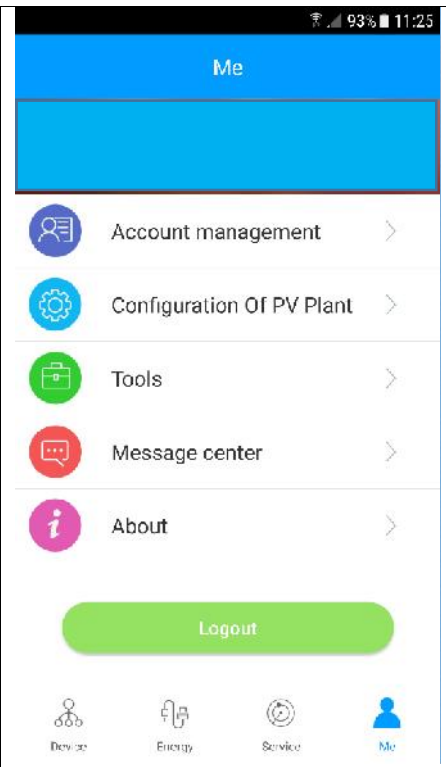 93% 11:25
Me
Account management
Configuration Of PV Plant
Tools
Message center
About
Logout
Device
Energy
Service
Me